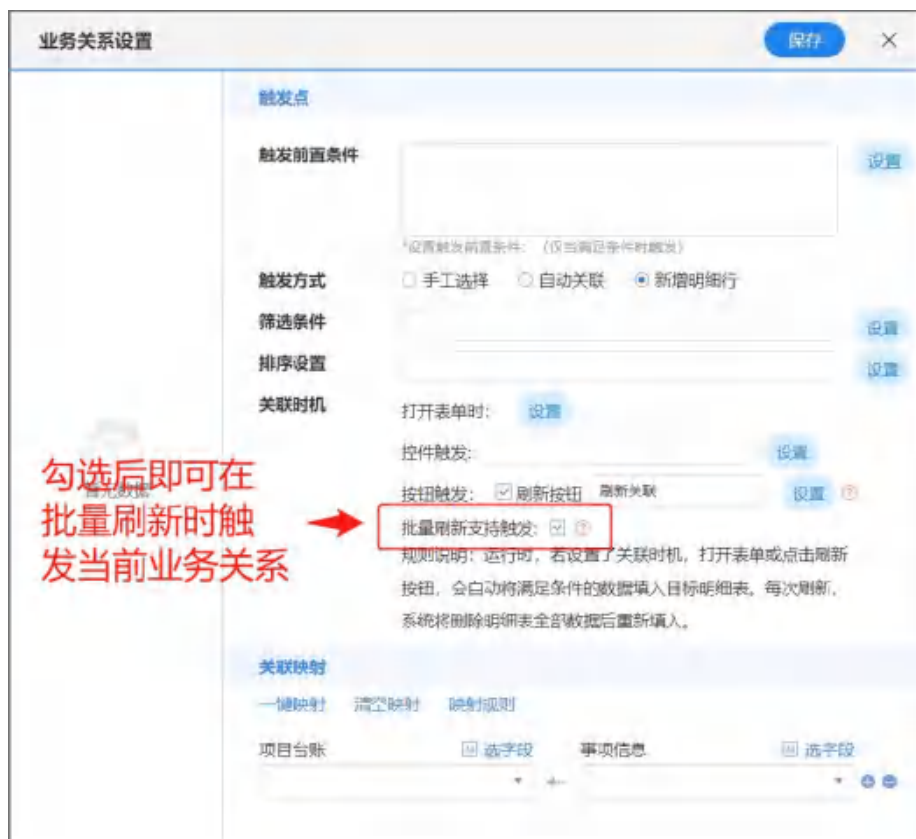 业务关系设置
保存
触发点
触发前置条件
设置
*设置触发前置条件：（仅当满足条件时触发）
触发方式
手工选择
自动关联
新增明细行
筛选条件
设置
排序设置
设置
关联时机
打开表单时：
设置
控件触发：
设置
按钮触发：
刷新按钮
刷新关联
设置
批量刷新支持触发：
规则说明：运行时，若设置了关联时机，打开表单或点击刷新
按钮，会自动将满足条件的数据填入目标明细表。每次刷新，
系统将删除明细表全部数据后重新填入。
暂无数据
勾选后即可在
批量刷新时触
发当前业务关系
关联映射
一键映射
清空映射
映射规则
项目台账
选字段
事项信息
选字段